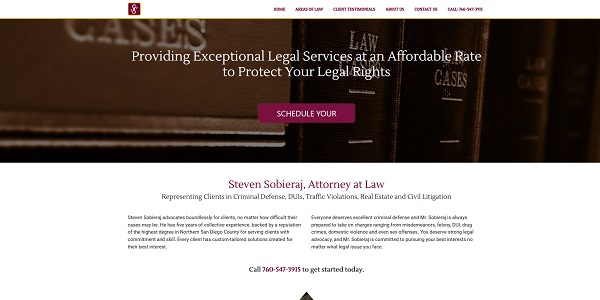 HOME AREAS OF LAW CLIENT TESTIMONIALS ABOUT US CONTACT US CALL: 760-547-3915
CASES
LAW
CASES
CASES
Providing Exceptional Legal Services at an Affordable Rate
to Protect Your Legal Rights
SCHEDULE YOUR
Steven Sobieraj, Attorney at Law
Representing Clients in Criminal Defense, DUIs, Traffic Violations, Real Estate and Civil Litigation
Steven Sobieraj advocates boundlessly for clients, no matter how difficult their
cases may be. He has five years of collective experience, backed by a reputation
of the highest degree in Northern San Diego County for serving clients with
commitment and skill. Every client has custom-tailored solutions created for
their best interest.
Everyone deserves excellent criminal defense and Mr. Sobieraj is always
prepared to take on charges ranging from misdemeanors, felony, DUI, drug
crimes, domestic violence and even sex offenses. You deserve strong legal
advocacy, and Mr. Sobieraj is committed to pursuing your best interests no
matter what legal issue you face.
Call 760-547-3915 to get started today.